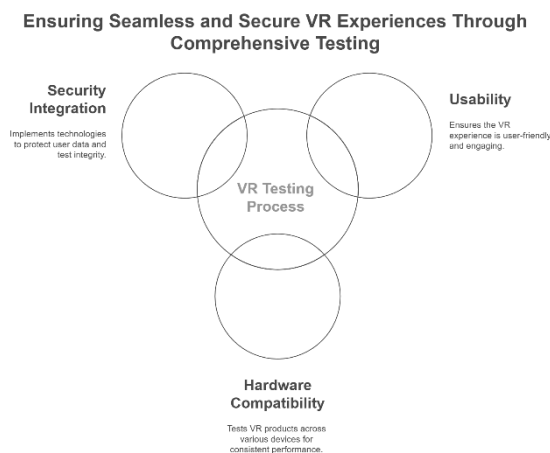 Ensuring Seamless and Secure VR Experiences Through
Comprehensive Testing
Security
Integration
Implements technologies
to protect user data and
test integrity.
Usability
Ensures the VR
experience is user-friendly
and engaging.
VR Testing
Process
Hardware
Compatibility
Tests VR products across
various devices for
consistent performance.